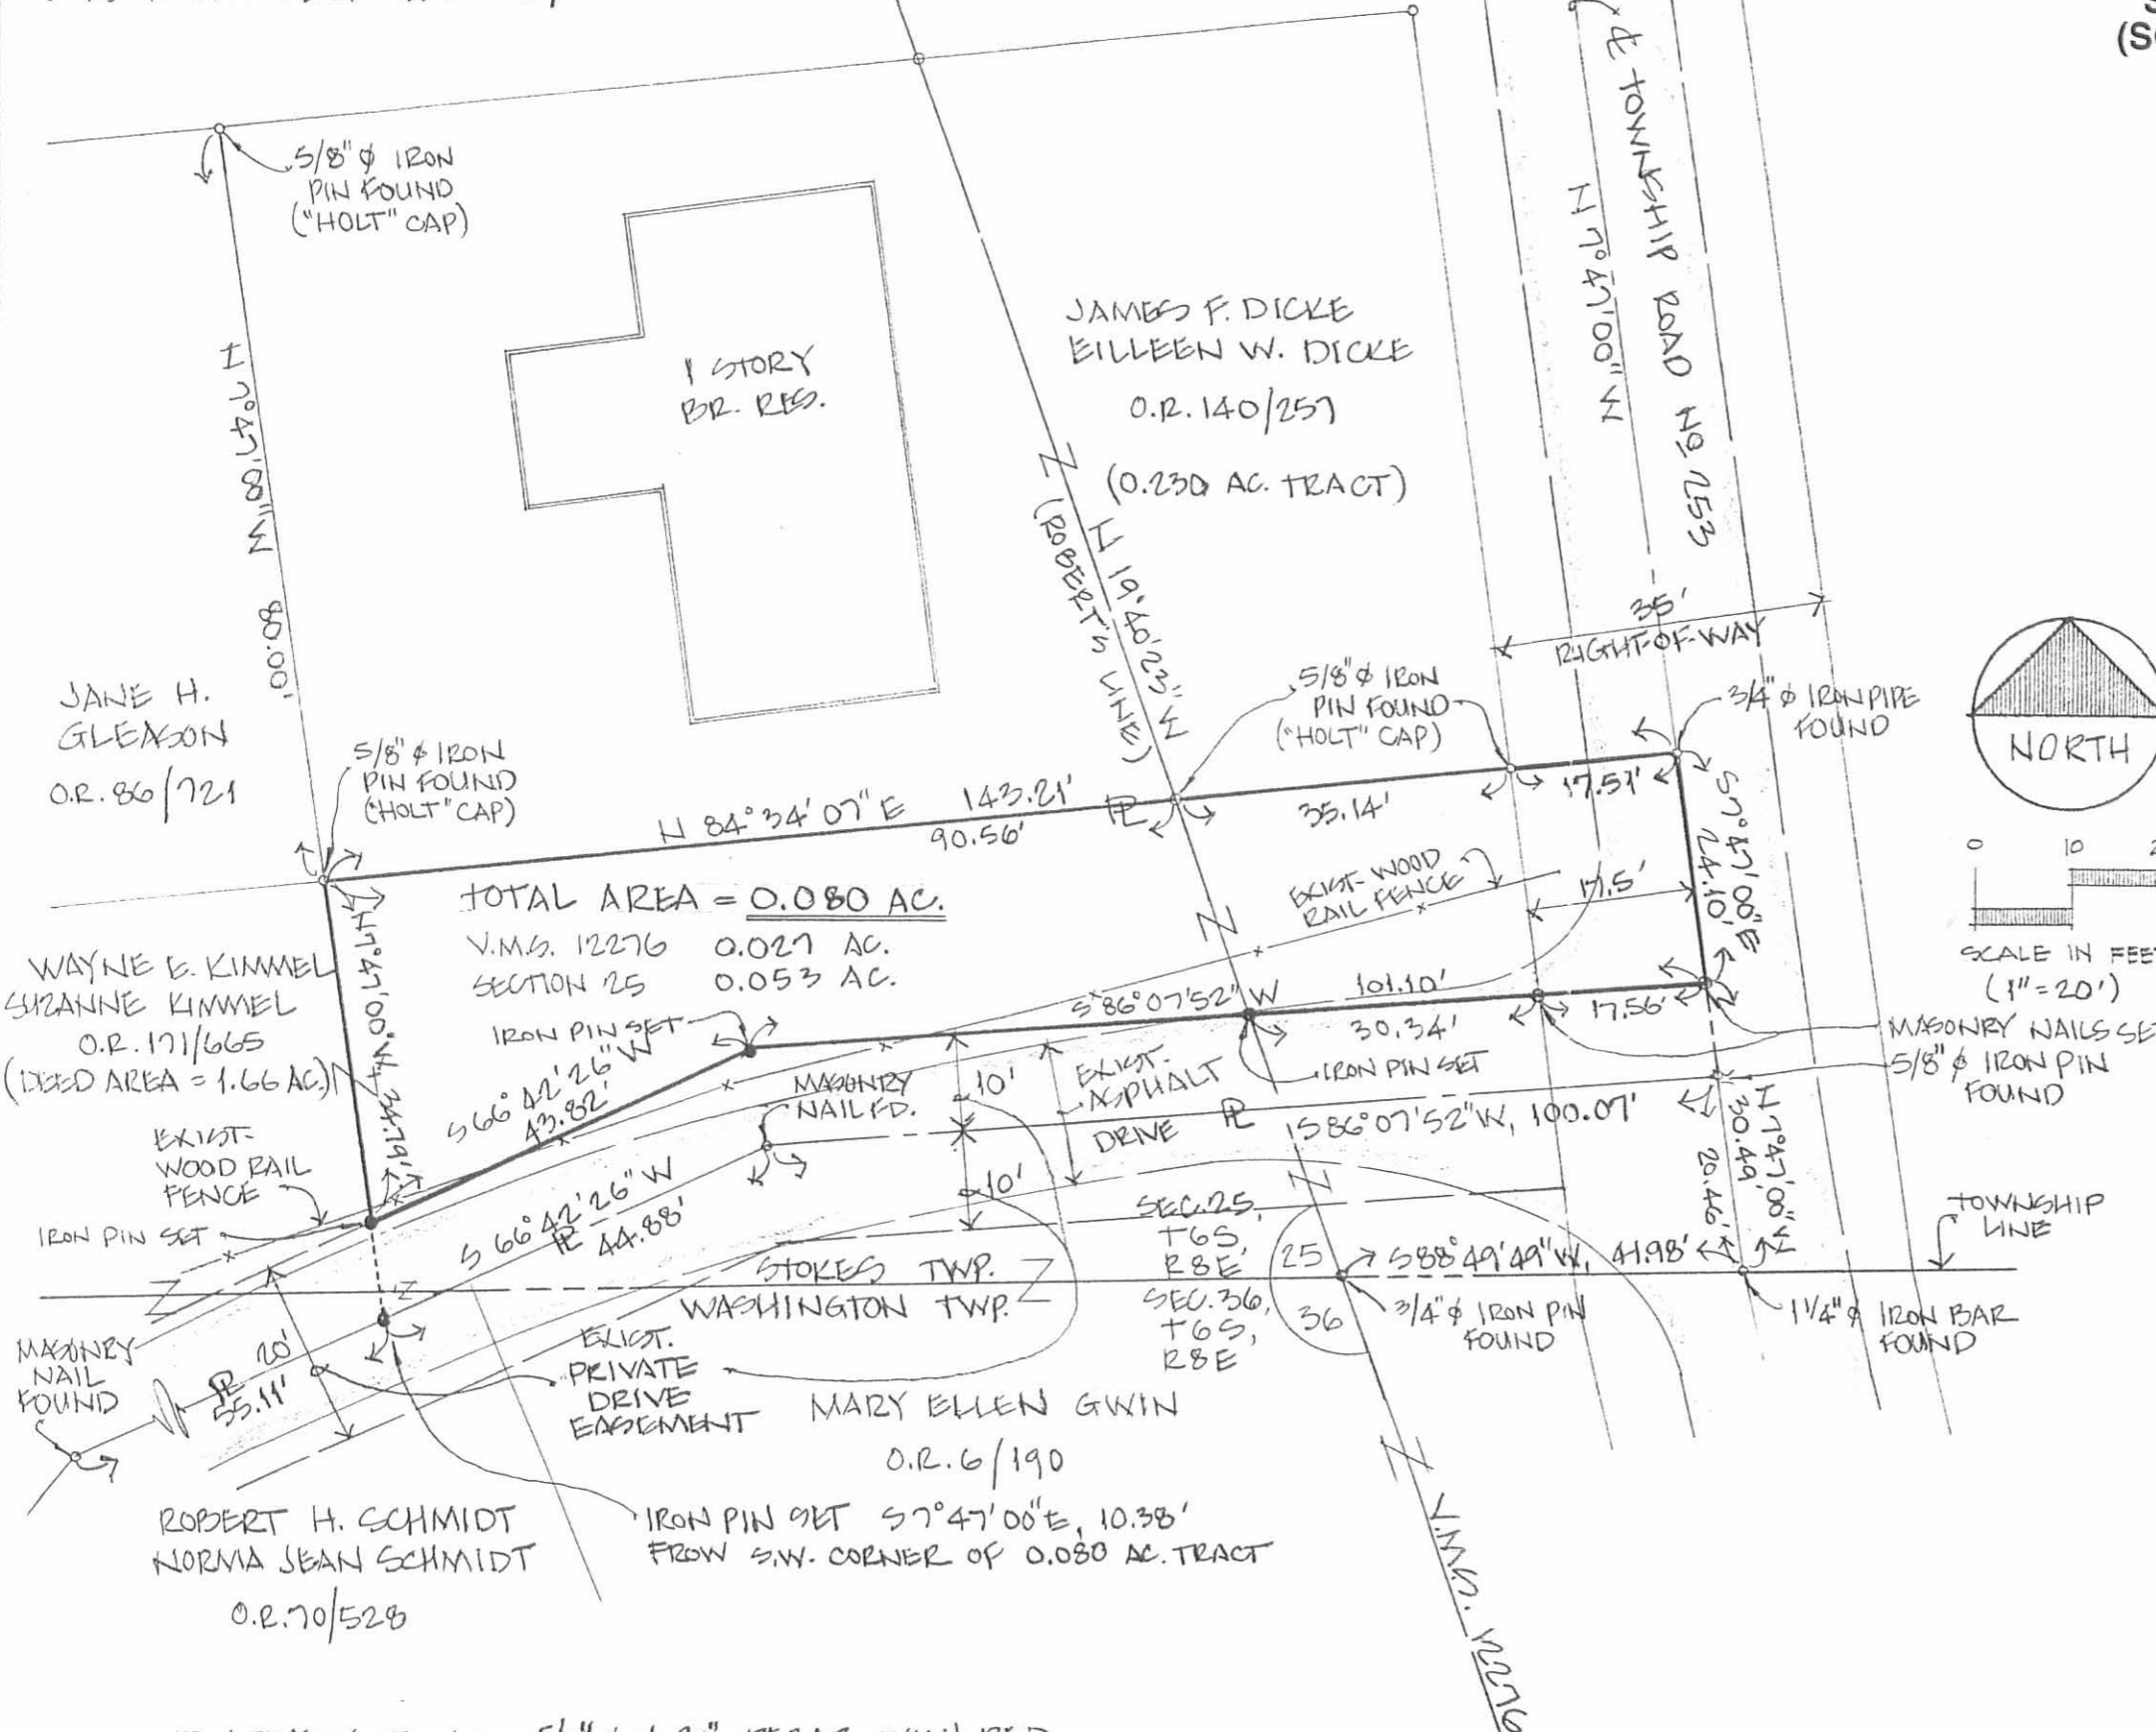 (S
₵ TOWNSHIP ROAD Nº 253
N 7°47'00" W
5/8" φ IRON
PIN FOUND
("HOLT" CAP)
N 7°47'00" W 80.00'
1 STORY
BR. RES.
JAMES F. DICKE
EILLEEN W. DICKE
O.R. 140/257
(0.230 AC. TRACT)
N 19°40'23" W
(ROBERT'S LINE)
35'
RIGHT-OF-WAY
JANE H.
GLEASON
O.R. 86/721
5/8" φ IRON
PIN FOUND
("HOLT" CAP)
5/8" φ IRON
PIN FOUND
("HOLT" CAP)
3/4" φ IRON PIPE
FOUND
NORTH
N 84°34'07" E 143.21' PL
90.56'
35.14'
17.51'
S 7°47'00" E
24.10'
0 10 2
SCALE IN FEET
(1"=20')
TOTAL AREA = 0.080 AC.
V.M.S. 12276 0.027 AC.
SECTION 25 0.053 AC.
EXIST. WOOD
RAIL FENCE
17.5'
WAYNE E. KIMMEL
SUZANNE KIMMEL
O.R. 171/665
(DEED AREA = 1.66 AC.)
N 7°47'00" W, 34.79'
IRON PIN SET
S 86°07'52" W 101.10'
30.34'
17.56'
IRON PIN SET
MASONRY NAILS SE
5/8" φ IRON PIN
FOUND
S 66°42'26" W
43.82'
MASONRY
NAIL FD.
10'
10'
EXIST.
ASPHALT
DRIVE
PL S 86°07'52" W, 100.07'
N 7°47'00" W
30.49'
20.46'
EXIST.
WOOD RAIL
FENCE
IRON PIN SET
S 66°42'26" W
PL 44.88'
STOKES TWP.
WASHINGTON TWP.
SEC. 25,
T6S,
R8E
SEC. 36,
T6S,
R8E
25
36
S 88°49'49" W, 41.98'
3/4" φ IRON PIN
FOUND
TOWNSHIP
LINE
1 1/4" φ IRON BAR
FOUND
MASONRY
NAIL
FOUND
PL 20'
55.11'
EXIST.
PRIVATE
DRIVE
EASEMENT
MARY ELLEN GWIN
O.R. 6/190
ROBERT H. SCHMIDT
NORMA JEAN SCHMIDT
O.R. 70/528
IRON PIN SET S 7°47'00" E, 10.38'
FROM S.W. CORNER OF 0.080 AC. TRACT
V.M.S. 12276